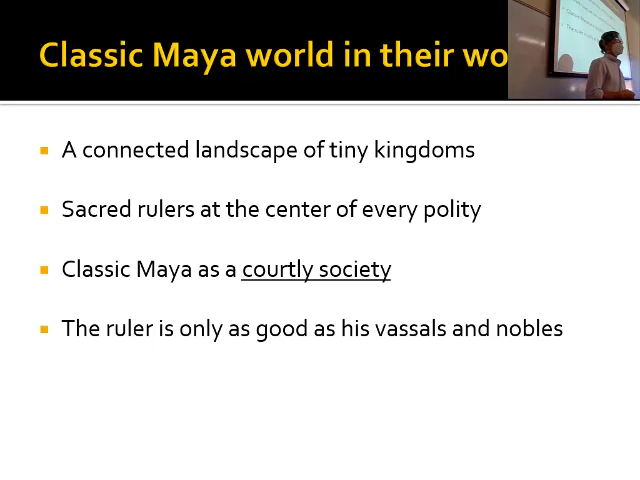 Classic Maya world in their wo
A connected landscape of tiny kingdoms
Sacred rulers at the center of every polity
Classic Maya as a courtly society
The ruler is only as good as his vassals and nobles